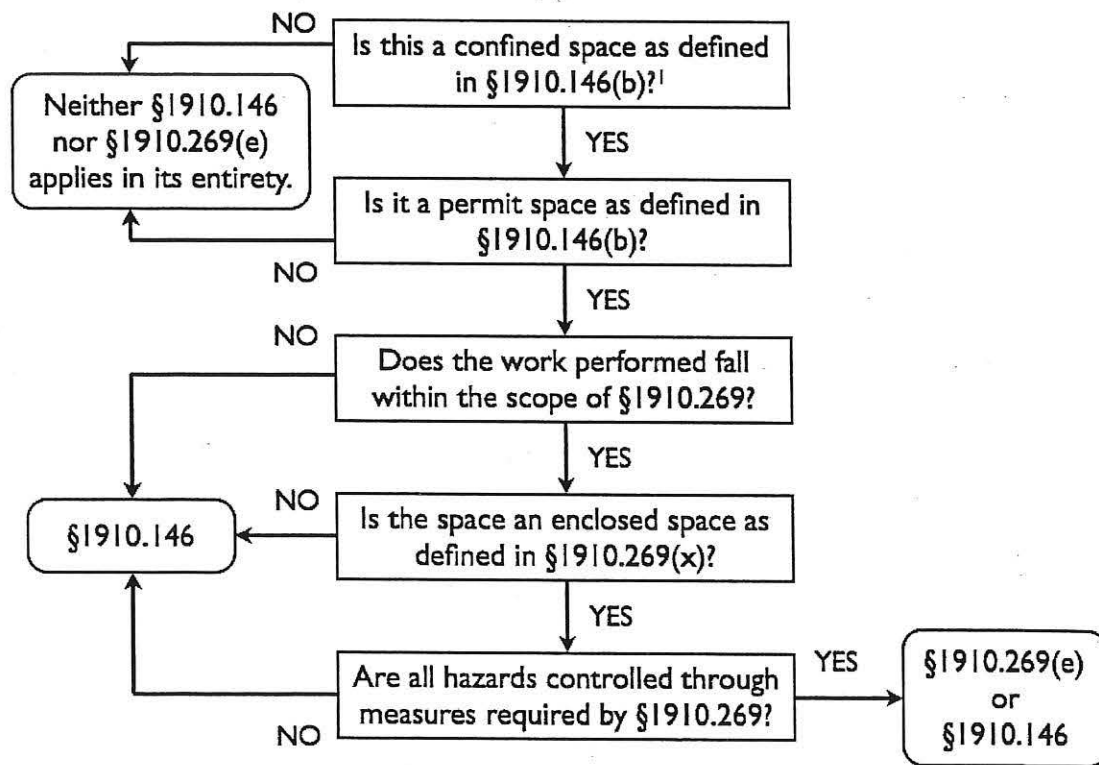 NO
Is this a confined space as defined
in §1910.146(b)?¹
Neither §1910.146
nor §1910.269(e)
applies in its entirety.
YES
Is it a permit space as defined in
§1910.146(b)?
NO
YES
NO
Does the work performed fall
within the scope of §1910.269?
YES
NO
§1910.146
Is the space an enclosed space as
defined in §1910.269(x)?
YES
Are all hazards controlled through
measures required by §1910.269?
YES
§1910.269(e)
or
§1910.146
NO